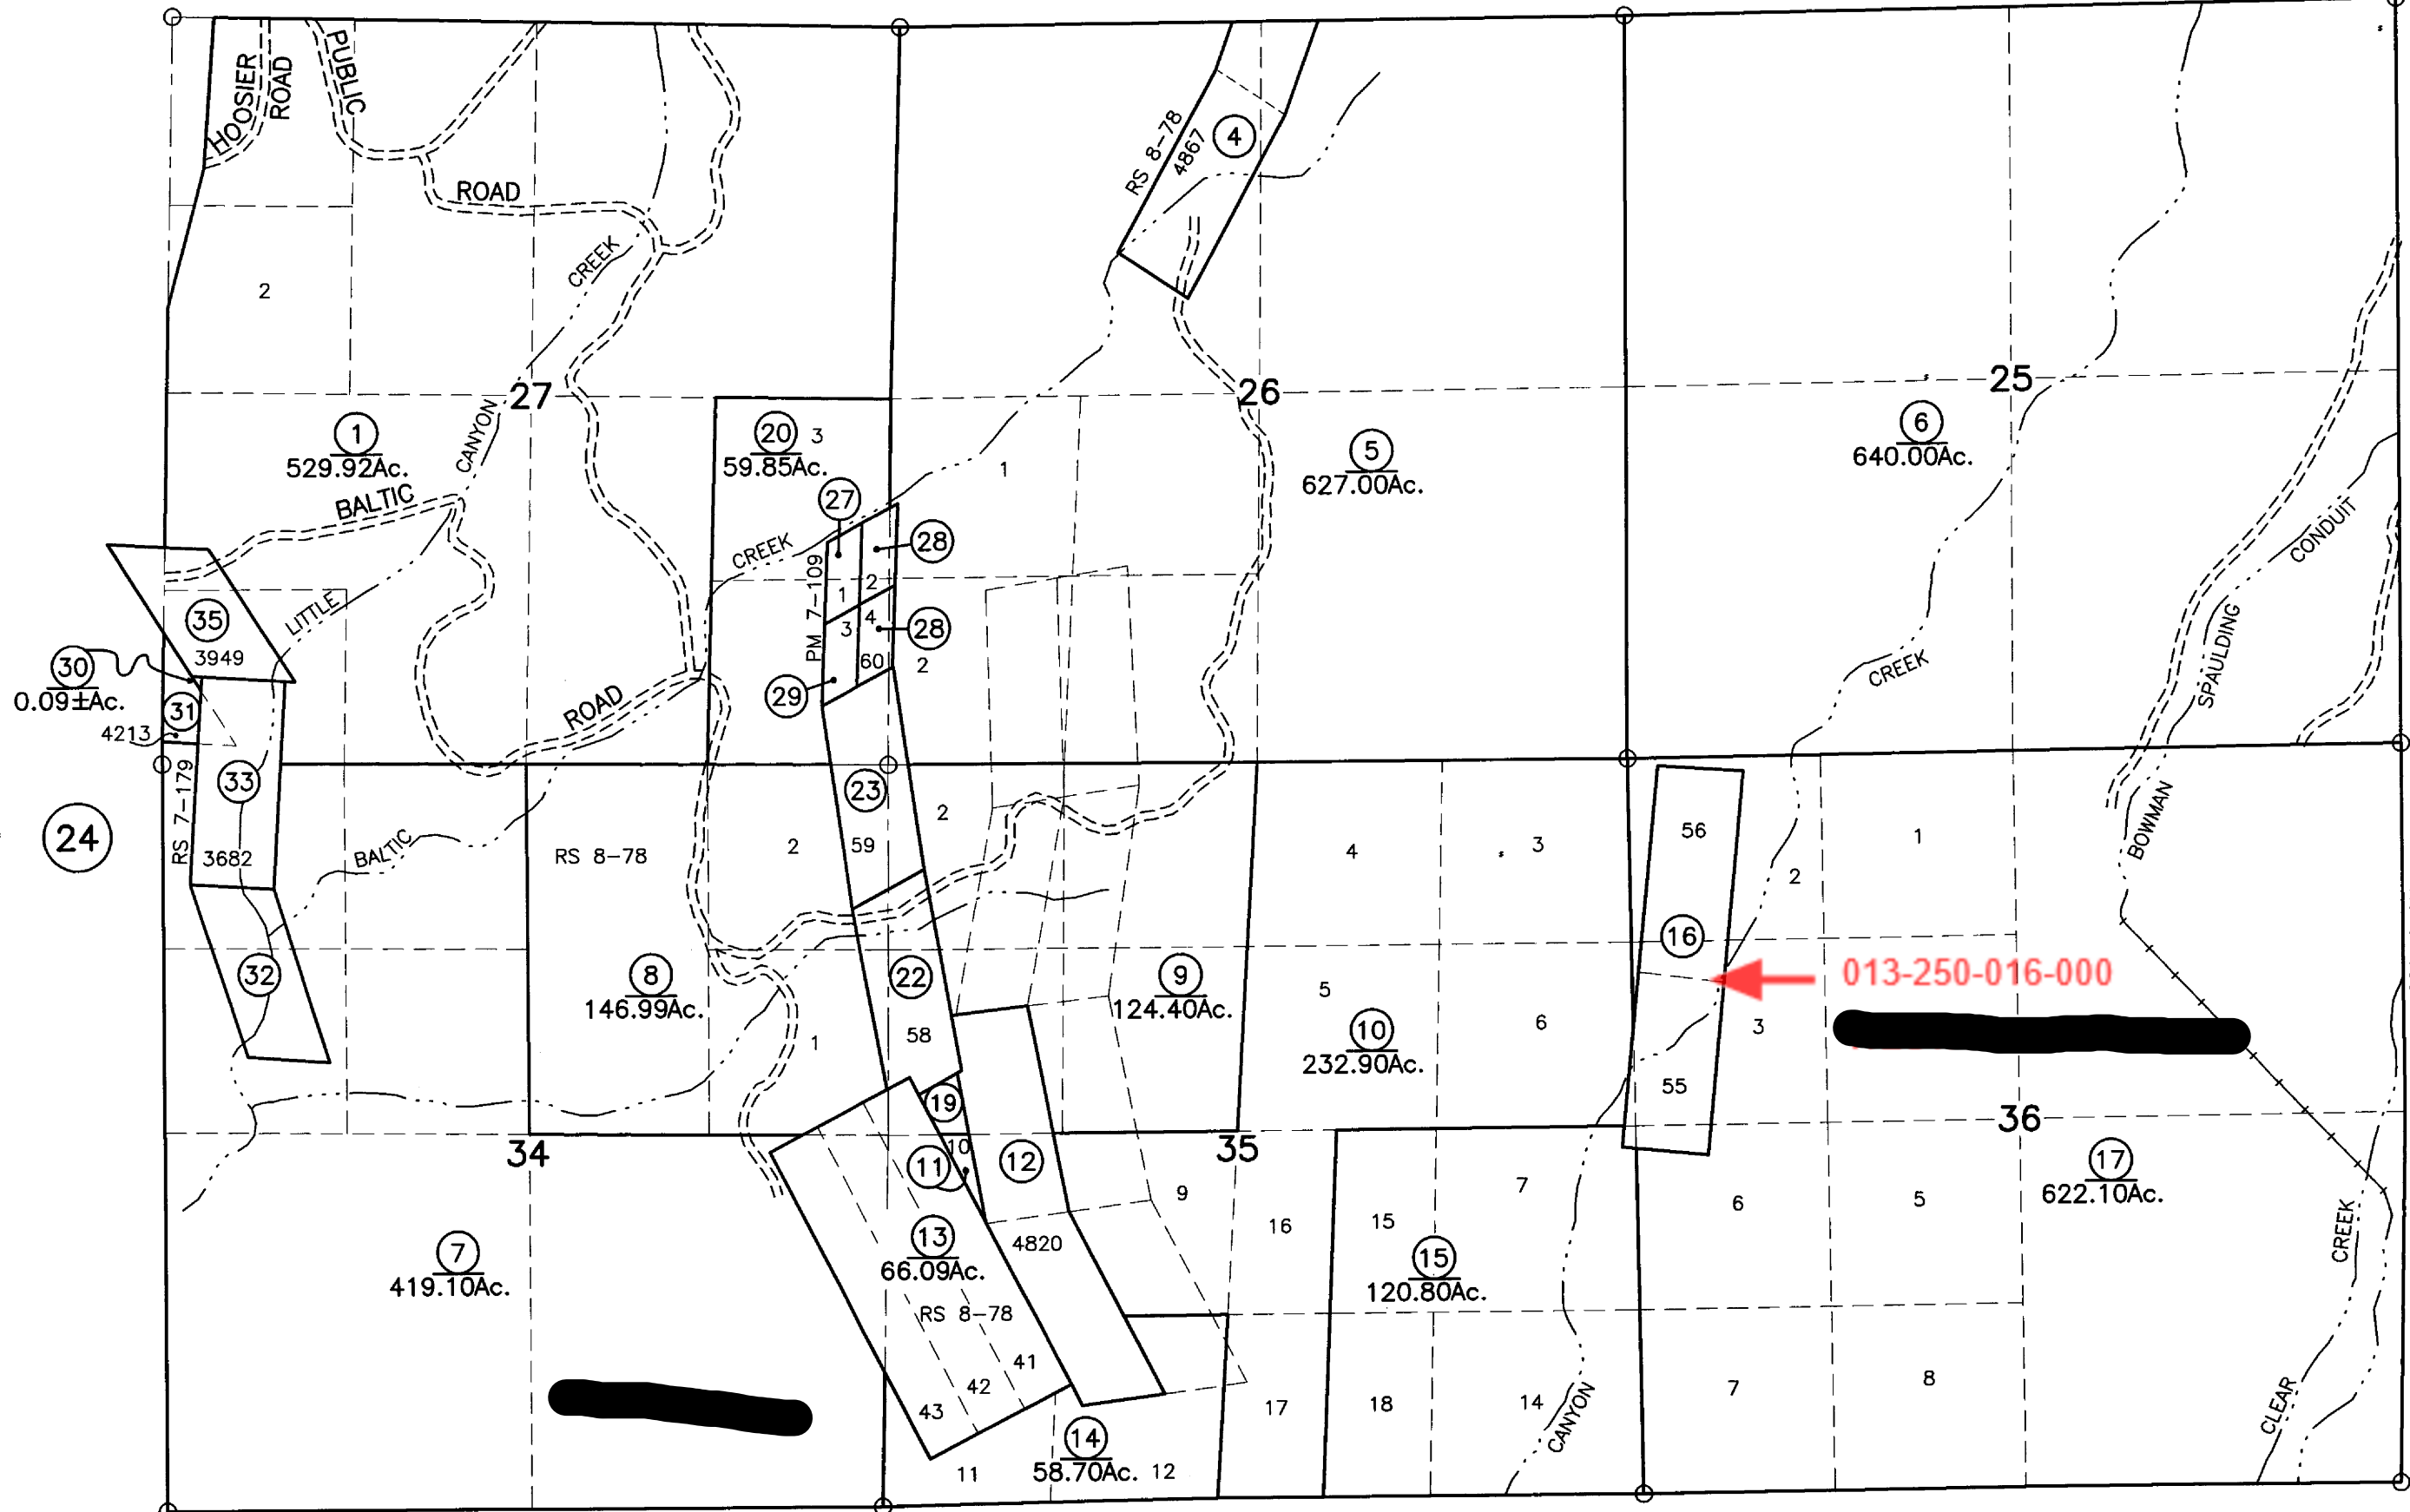 HOOSIER
ROAD
PUBLIC
ROAD
RS 8-78
4867
4
2
CREEK
27
26
25
CANYON
1
529.92Ac.
20
3
59.85Ac.
1
5
627.00Ac.
6
640.00Ac.
BALTIC
27
28
CREEK
PM 7-109
1
2
3
4
28
60
2
29
CONDUIT
SPAULDING
CREEK
LITTLE
35
3949
30
0.09±Ac.
31
4213
ROAD
33
RS 7-179
3682
24
BALTIC
RS 8-78
2
23
59
2
4
3
56
2
1
BOWMAN
32
8
146.99Ac.
22
58
1
9
124.40Ac.
5
10
232.90Ac.
6
16
013-250-016-000
3
55
36
19
10
11
12
34
35
9
7
419.10Ac.
13
66.09Ac.
RS 8-78
4820
16
15
7
15
120.80Ac.
6
5
17
622.10Ac.
CREEK
41
42
43
14
58.70Ac.
11
12
17
18
14
CANYON
7
8
CLEAR